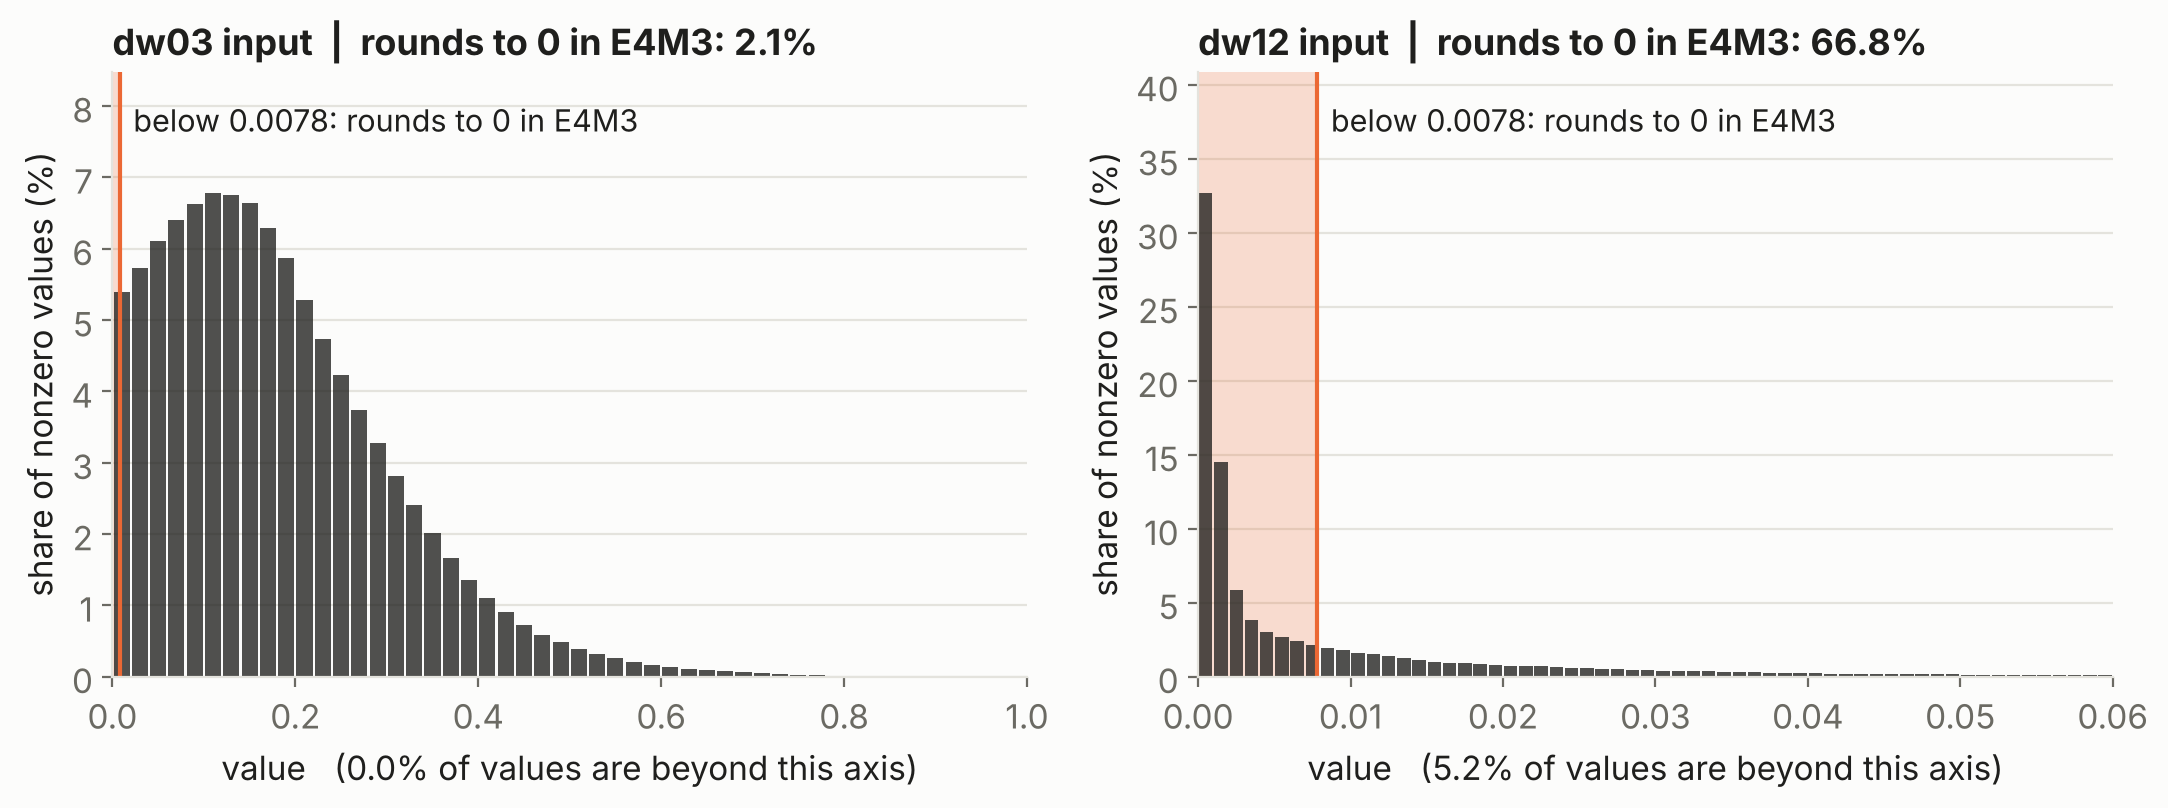 dw03 input | rounds to 0 in E4M3: 2.1%
below 0.0078: rounds to 0 in E4M3
share of nonzero values (%)
8
7
6
5
4
3
2
1
0
0.0 0.2 0.4 0.6 0.8 1.0
value (0.0% of values are beyond this axis)
dw12 input | rounds to 0 in E4M3: 66.8%
below 0.0078: rounds to 0 in E4M3
share of nonzero values (%)
40
35
30
25
20
15
10
5
0
0.00 0.01 0.02 0.03 0.04 0.05 0.06
value (5.2% of values are beyond this axis)